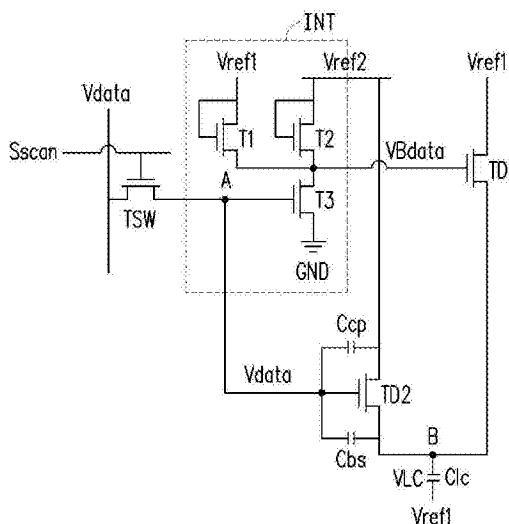 INT
Vref1
Vref2
Vref1
Vdata
Sscan
T1
T2
VBdata
TD
A
T3
TSW
GND
Ccp
Vdata
TD2
Cbs
B
VLC
Clc
Vref1